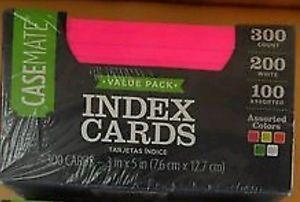 CASEMATE
VALUE PACK
INDEX
CARDS
TARJETAS ÍNDICE
300 CARDS - 3 in x 5 in (7.6 cm x 12.7 cm)
300
COUNT
200
WHITE
100
ASSORTED
Assorted
Colors